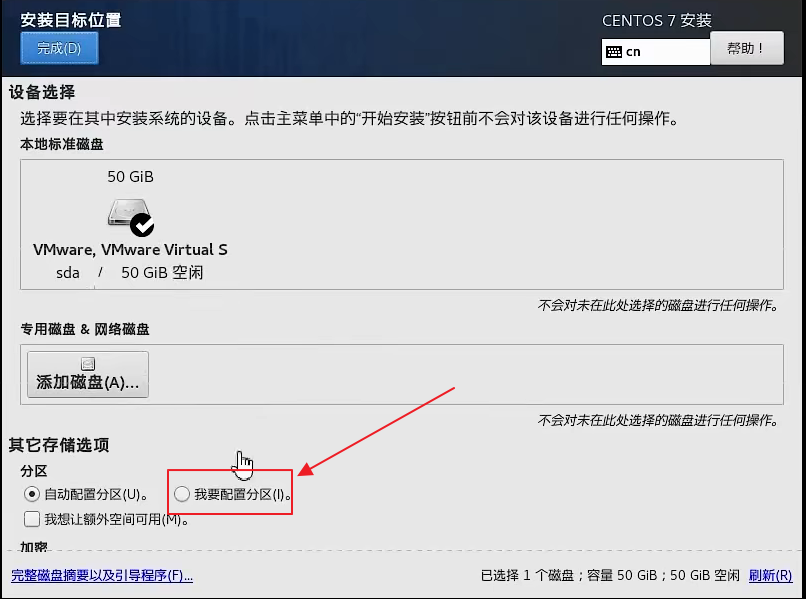 安装目标位置
CENTOS 7 安装
完成(D)
cn
帮助！
设备选择
选择要在其中安装系统的设备。点击主菜单中的“开始安装”按钮前不会对该设备进行任何操作。
本地标准磁盘
50 GiB
VMware, VMware Virtual S
sda / 50 GiB 空闲
不会对未在此处选择的磁盘进行任何操作。
专用磁盘 & 网络磁盘
添加磁盘(A)...
不会对未在此处选择的磁盘进行任何操作。
其它存储选项
分区
自动配置分区(U)。
我要配置分区(I)。
我想让额外空间可用(M)。
加密
完整磁盘摘要以及引导程序(F)...
已选择 1 个磁盘；容量 50 GiB；50 GiB 空闲
刷新(R)